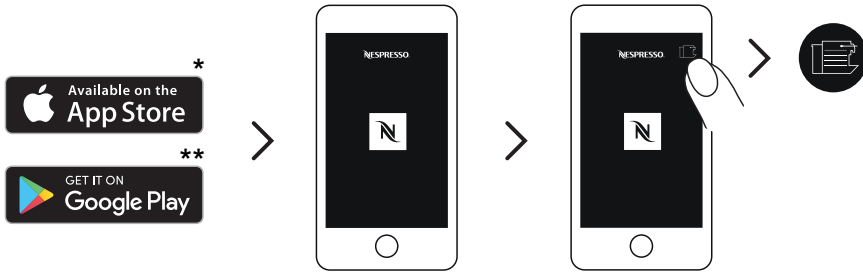 *
Available on the
App Store
**
GET IT ON
Google Play
NESPRESSO
N
NESPRESSO.
N